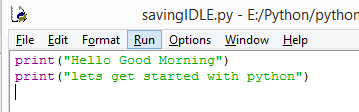 savingIDLE.py - E:/Python/python
File Edit Format Run Options Window Help
print("Hello Good Morning")
print("lets get started with python")